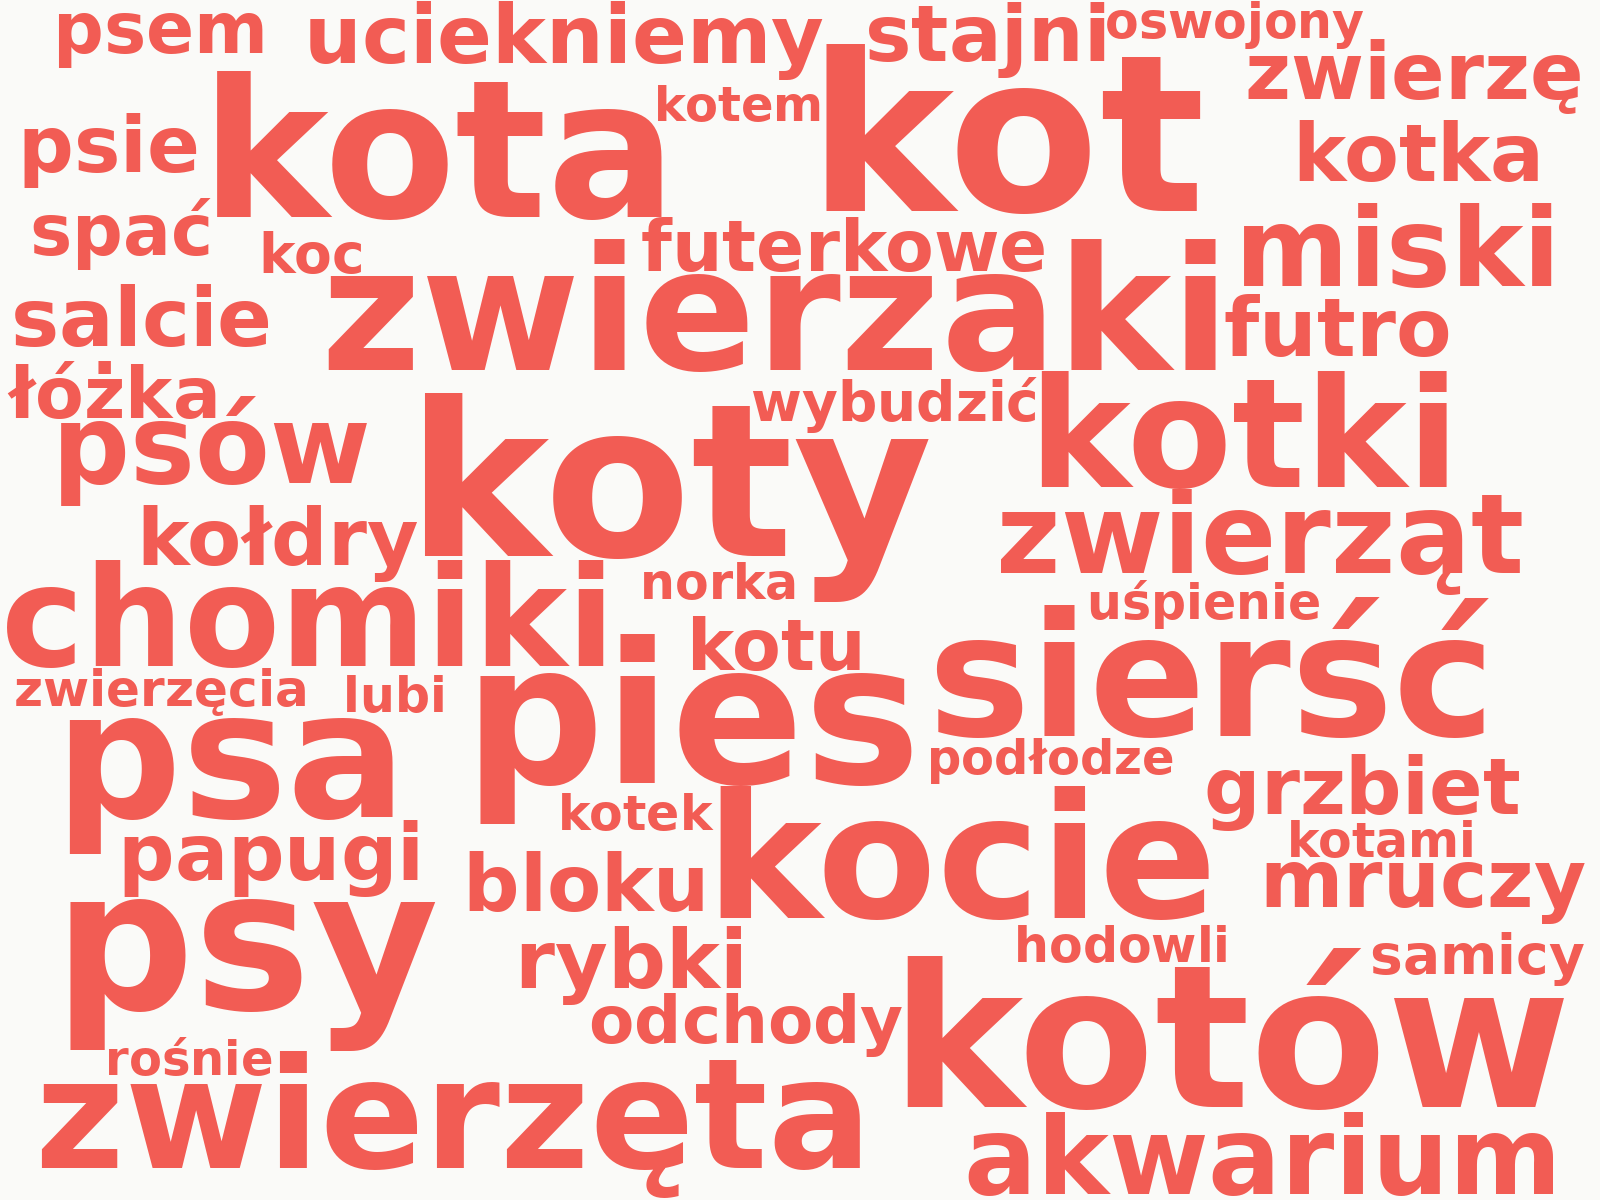 psem
uciekniemy
stajni
oswojony
zwierzę
kotem
kota
kot
psie
kotka
spać
koc
futerkowe
miski
salcie
zwierzaki
futro
łóżka
wybudzić
psów
koty
kotki
kołdry
zwierząt
chomiki
norka
uśpienie
kotu
sierść
zwierzęcia
lubi
pies
psa
podłodze
grzbiet
kotek
kocie
kotami
papugi
bloku
mruczy
psy
rybki
hodowli
samicy
odchody
kotów
rośnie
zwierzęta
akwarium